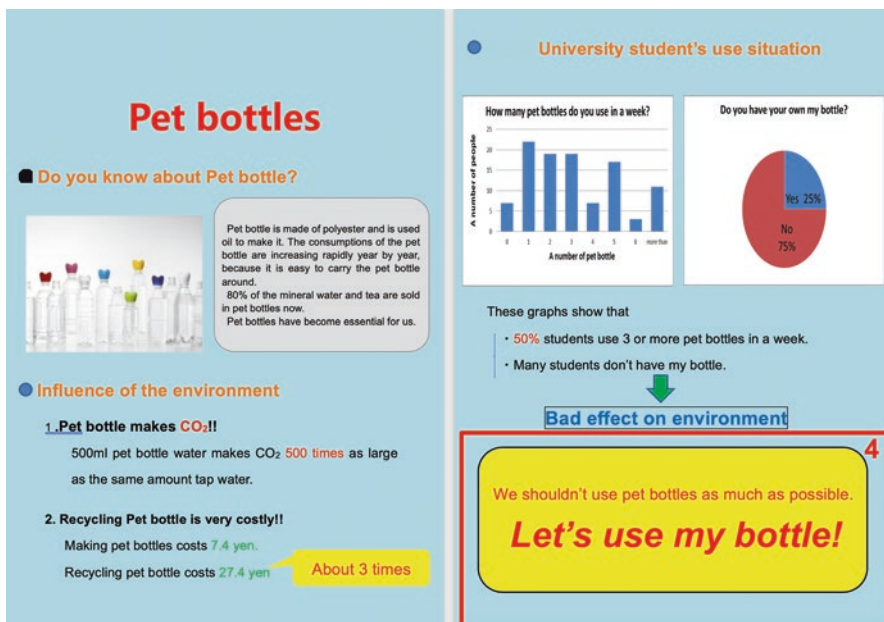 Pet bottles
Do you know about Pet bottle?
Pet bottle is made of polyester and is used
oil to make it. The consumptions of the pet
bottle are increasing rapidly year by year,
because it is easy to carry the pet bottle
around.
80% of the mineral water and tea are sold
in pet bottles now.
Pet bottles have become essential for us.
Influence of the environment
1 .Pet bottle makes CO₂!!
500ml pet bottle water makes CO₂ 500 times as large
as the same amount tap water.
2. Recycling Pet bottle is very costly!!
Making pet bottles costs 7.4 yen.
Recycling pet bottle costs 27.4 yen
About 3 times
University student's use situation
How many pet bottles do you use in a week?
A number of people
25
20
15
10
5
0
0 1 2 3 4 5 6 more than
A number of pet bottle
Do you have your own my bottle?
Yes 25%
No
75%
These graphs show that
・50% students use 3 or more pet bottles in a week.
・Many students don't have my bottle.
Bad effect on environment
4
We shouldn't use pet bottles as much as possible.
Let's use my bottle!